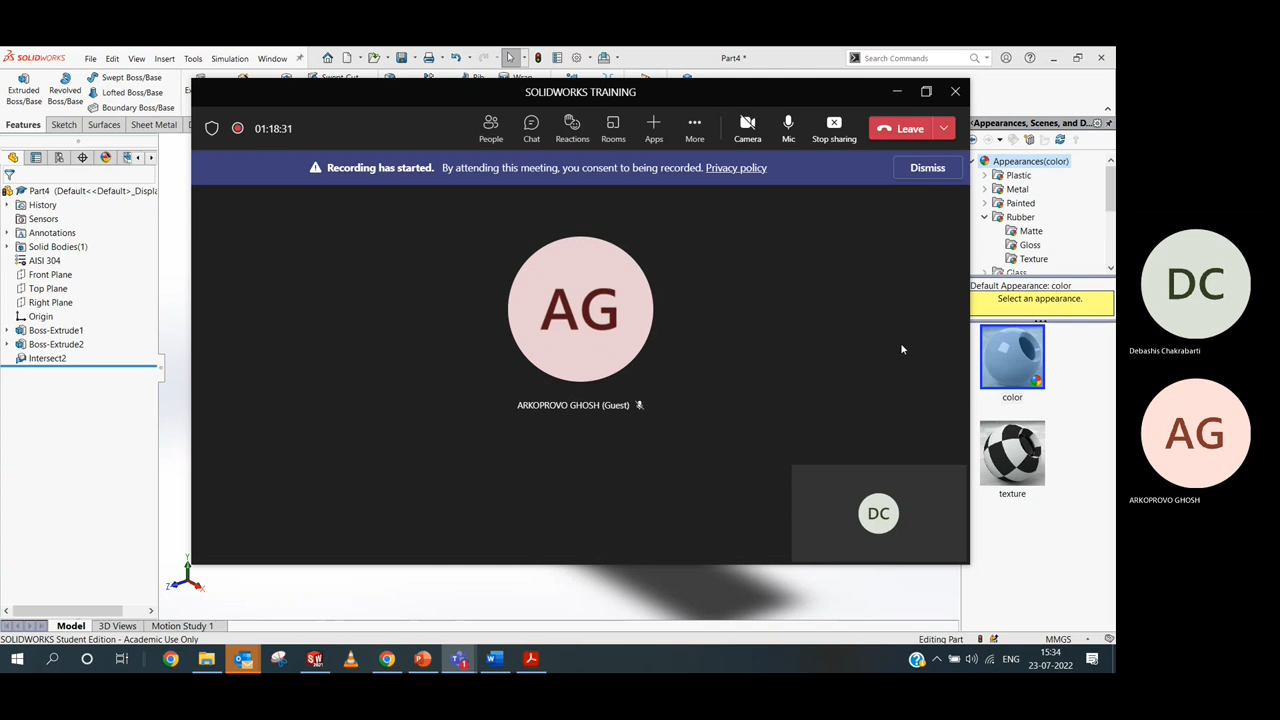 SOLIDWORKS File Edit View Insert Tools Simulation Window Part4 * Search Commands
Extruded Boss/Base
Revolved Boss/Base
Swept Boss/Base
Lofted Boss/Base
Boundary Boss/Base
Swept Cut
Rib
Wrap
Features Sketch Surfaces Sheet Metal
SOLIDWORKS TRAINING
01:18:31
People Chat Reactions Rooms Apps More Camera Mic Stop sharing Leave
Recording has started. By attending this meeting, you consent to being recorded. Privacy policy Dismiss
Part4 (Default<<Default>_Displa
History
Sensors
Annotations
Solid Bodies(1)
AISI 304
Front Plane
Top Plane
Right Plane
Origin
Boss-Extrude1
Boss-Extrude2
Intersect2
AG
ARKOPROVO GHOSH (Guest)
DC
Appearances, Scenes, and D...
Appearances(color)
Plastic
Metal
Painted
Rubber
Matte
Gloss
Texture
Glass
Default Appearance: color
Select an appearance.
color
texture
DC
Debashis Chakrabarti
AG
ARKOPROVO GHOSH
Y
Z
X
Model 3D Views Motion Study 1
SOLIDWORKS Student Edition - Academic Use Only Editing Part MMGS
ENG
15:34
23-07-2022